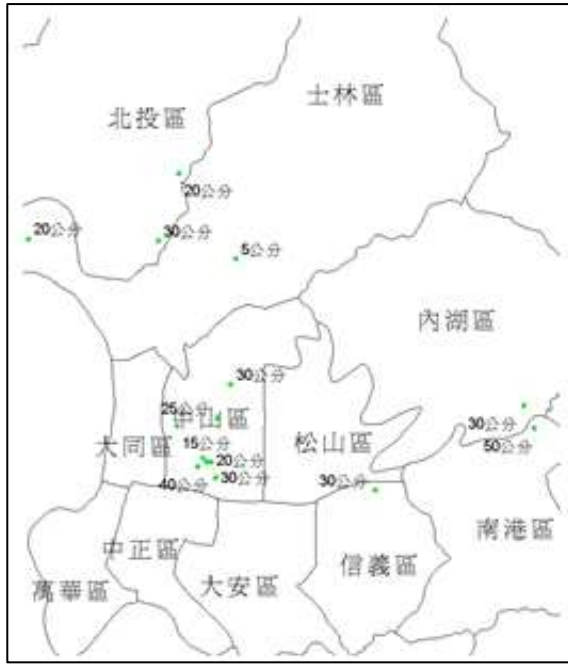 士林區
北投區
20公分
20公分
30公分
5公分
內湖區
30公分
25公分
中山區
30公分
大同區
15公分
松山區
50公分
20公分
40公分
30公分
30公分
南港區
中正區
信義區
大安區
萬華區